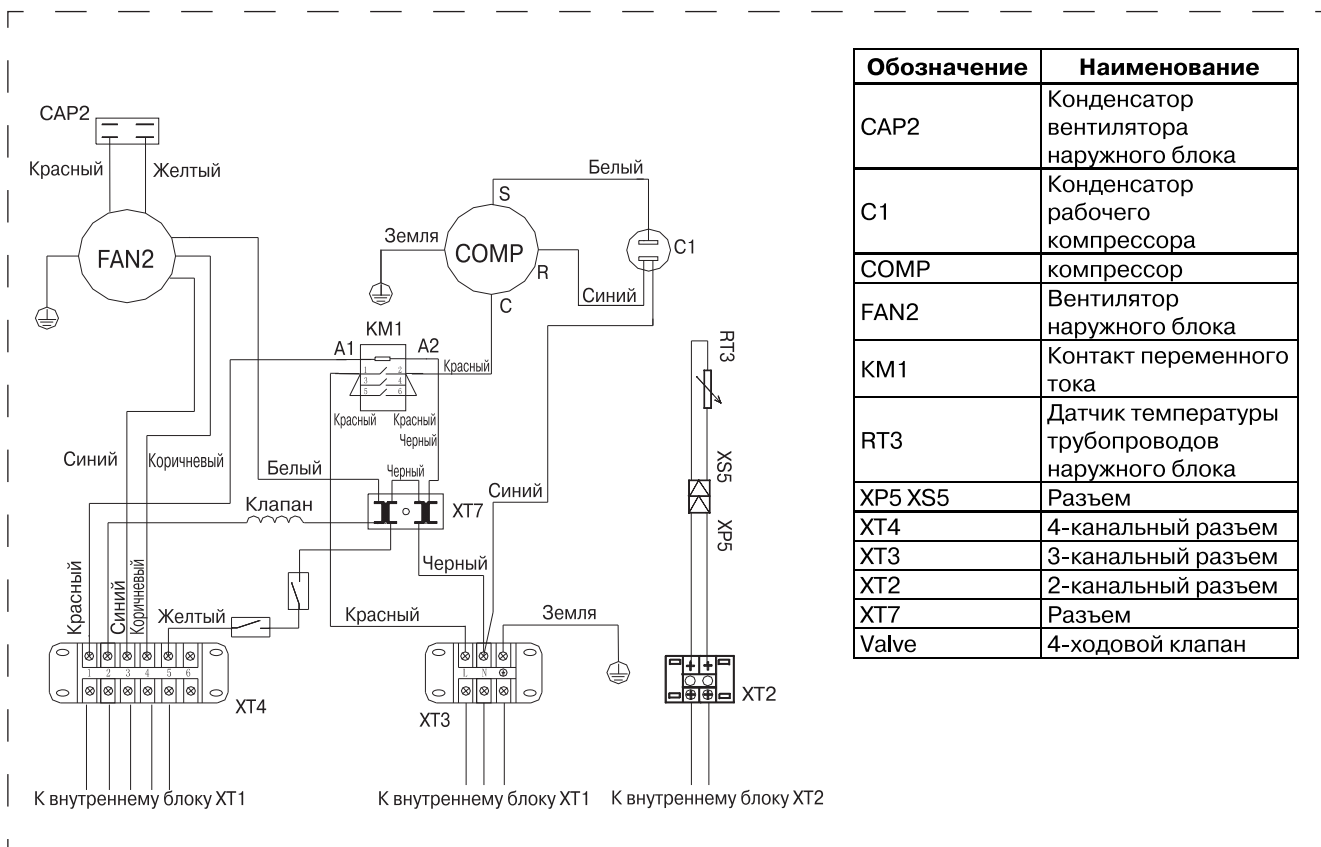 CAP2
Красный
Желтый
FAN2
Белый
S
Земля
COMP
C1
R
Синий
C
KM1
A1
A2
1 2
3 4
5 6
Красный
Красный
Красный
Черный
Синий
Коричневый
Белый
Черный
Синий
Клапан
XT7
Черный
RT3
XS5
XP5
Красный
Синий
Коричневый
Желтый
Красный
Земля
1 2 3 4 5 6
XT4
L N
XT3
XT2
К внутреннему блоку XT1
К внутреннему блоку XT1
К внутреннему блоку XT2
Обозначение Наименование
CAP2
Конденсатор
вентилятора
наружного блока
C1
Конденсатор
рабочего
компрессора
COMP компрессор
FAN2
Вентилятор
наружного блока
KM1
Контакт переменного
тока
RT3
Датчик температуры
трубопроводов
наружного блока
XP5 XS5 Разъем
XT4 4-канальный разъем
XT3 3-канальный разъем
XT2 2-канальный разъем
XT7 Разъем
Valve 4-ходовой клапан